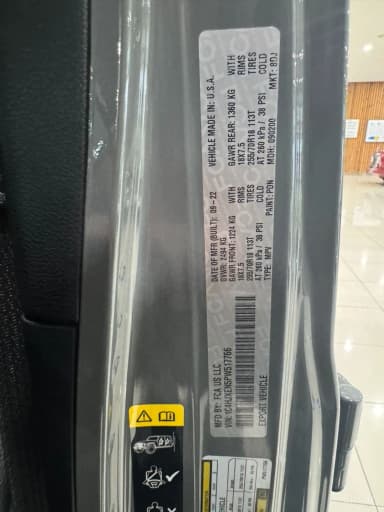 MFD BY: FCA US LLC
DATE OF MFR (BUILT): 09-22
VEHICLE MADE IN: U.S.A.
GVWR: 2494 KG
GAWR FRONT: 1224 KG
WITH
GAWR REAR: 1360 KG
WITH
18X7.5
RIMS
18X7.5
RIMS
255/70R18 113T
TIRES
255/70R18 113T
TIRES
AT 260 kPa / 38 PSI
COLD
AT 260 kPa / 38 PSI
COLD
VIN: 1C4HJXEN5PW517766
TYPE: MPV
PAINT: PDN
MDH: 090200
MKT: 8DJ
EXPORT VEHICLE